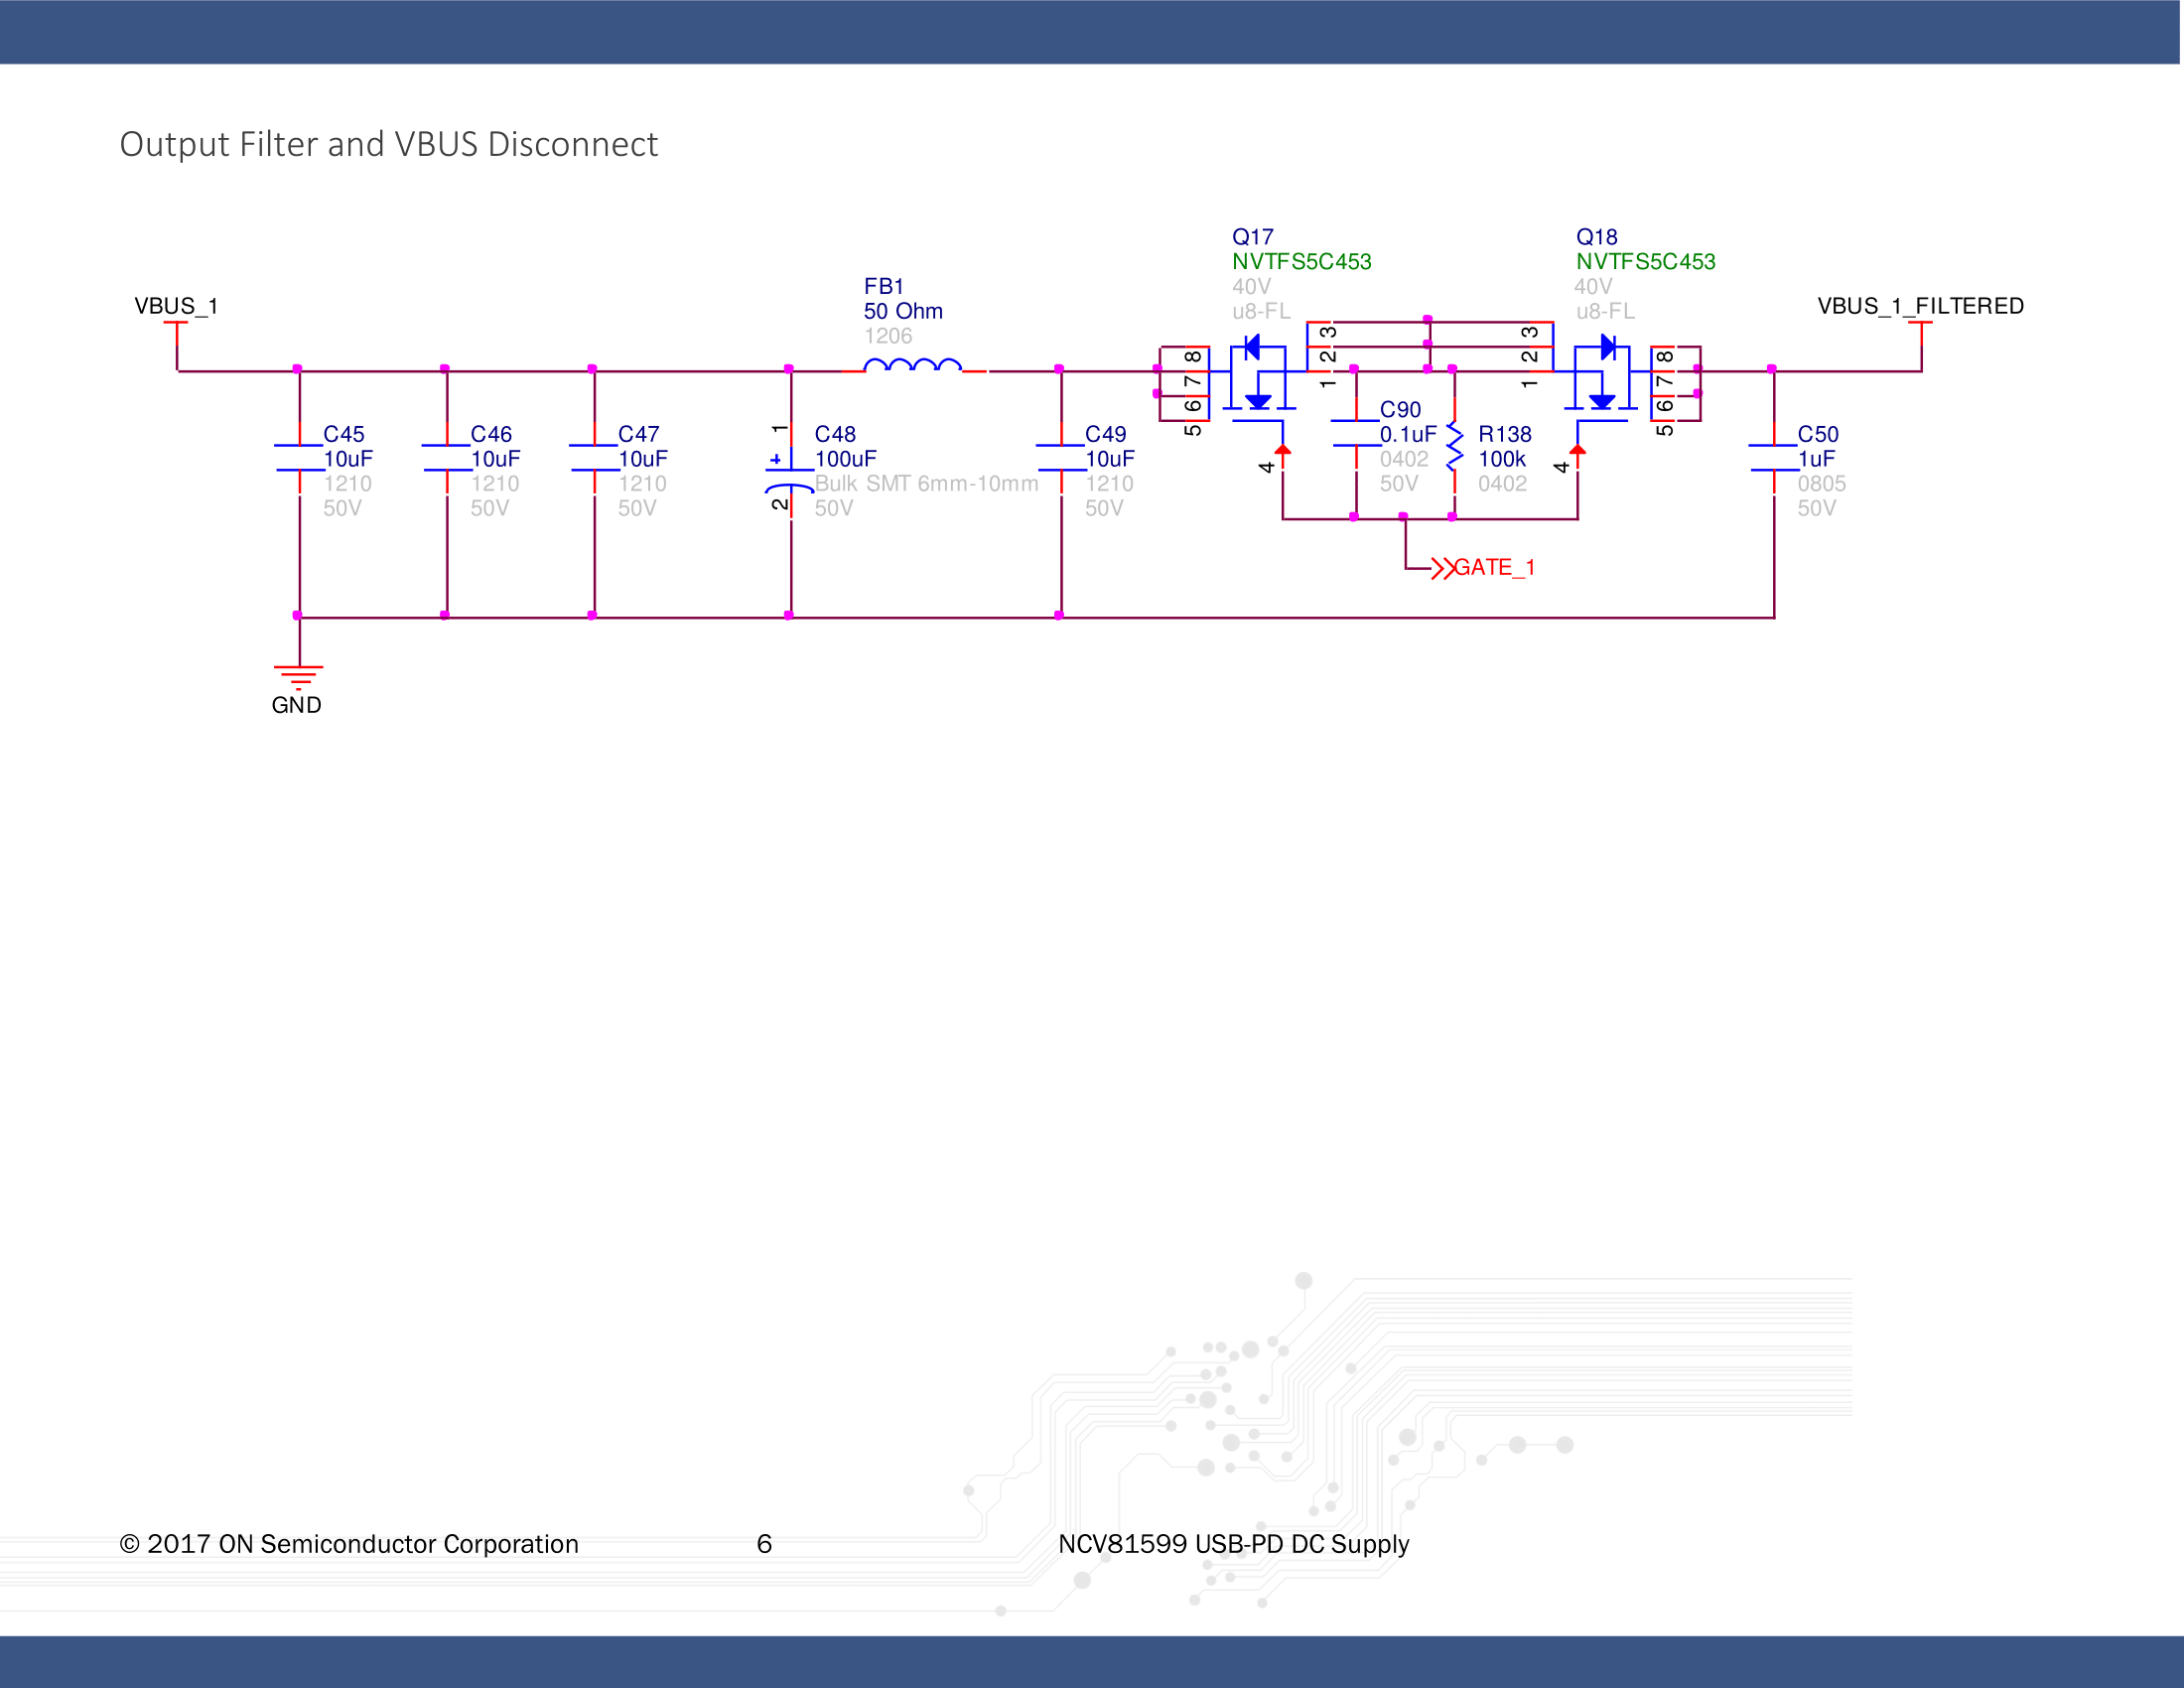 Output Filter and VBUS Disconnect
VBUS_1
FB1
50 Ohm
1206
Q17
NVTFS5C453
40V
u8-FL
Q18
NVTFS5C453
40V
u8-FL
VBUS_1_FILTERED
8
7
6
5
3
2
1
3
2
1
8
7
6
5
4
4
C45
10uF
1210
50V
C46
10uF
1210
50V
C47
10uF
1210
50V
1
+
2
C48
100uF
Bulk SMT 6mm-10mm
50V
C49
10uF
1210
50V
C90
0.1uF
0402
50V
R138
100k
0402
C50
1uF
0805
50V
GATE_1
GND
© 2017 ON Semiconductor Corporation
6
NCV81599 USB-PD DC Supply